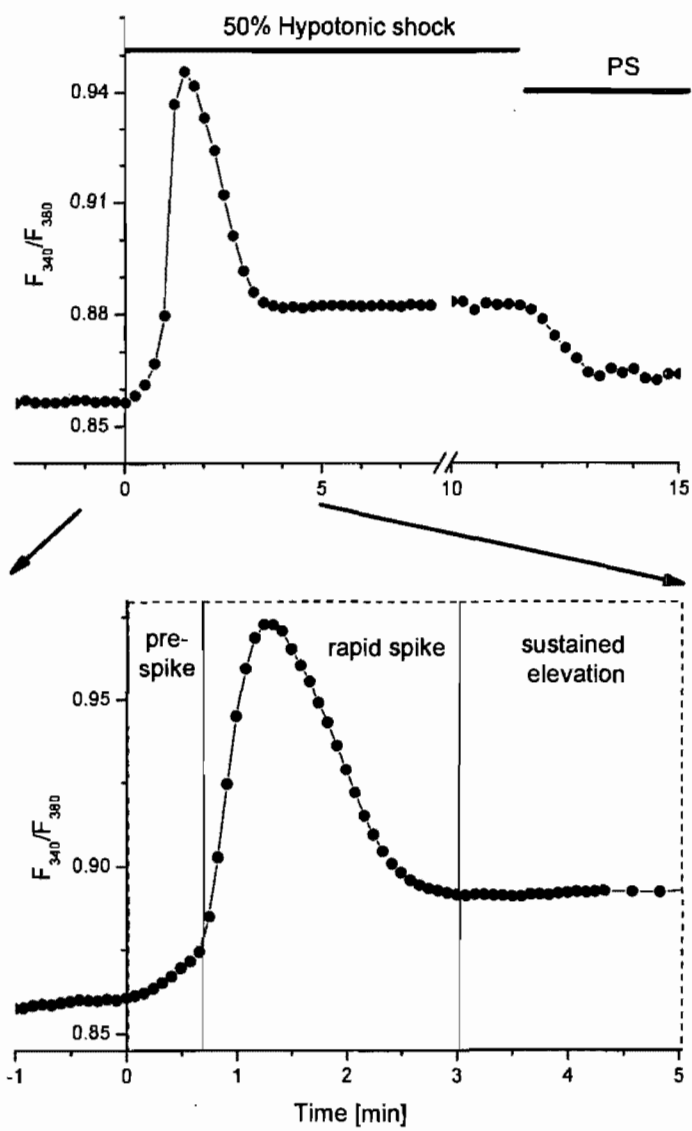 50% Hypotonic shock
PS
0.94
0.91
0.88
0.85
F340/F380
0 5 10 15
pre-
spike
rapid spike
sustained
elevation
0.95
0.90
0.85
F340/F380
-1 0 1 2 3 4 5
Time [min]